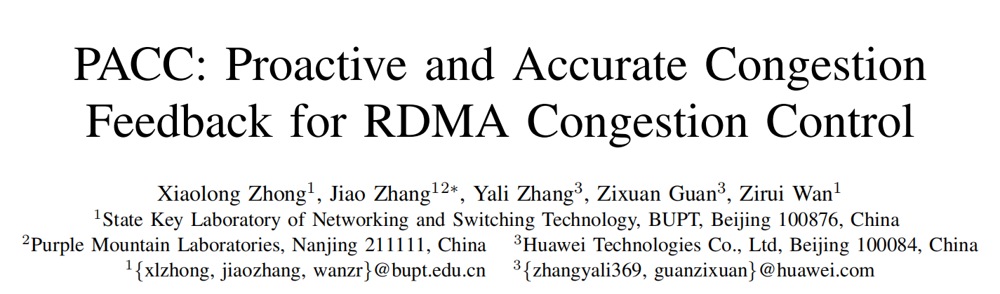 PACC: Proactive and Accurate Congestion
Feedback for RDMA Congestion Control
Xiaolong Zhong¹, Jiao Zhang¹²*, Yali Zhang³, Zixuan Guan³, Zirui Wan¹
¹State Key Laboratory of Networking and Switching Technology, BUPT, Beijing 100876, China
²Purple Mountain Laboratories, Nanjing 211111, China ³Huawei Technologies Co., Ltd, Beijing 100084, China
¹{xlzhong, jiaozhang, wanzr}@bupt.edu.cn ³{zhangyali369, guanzixuan}@huawei.com